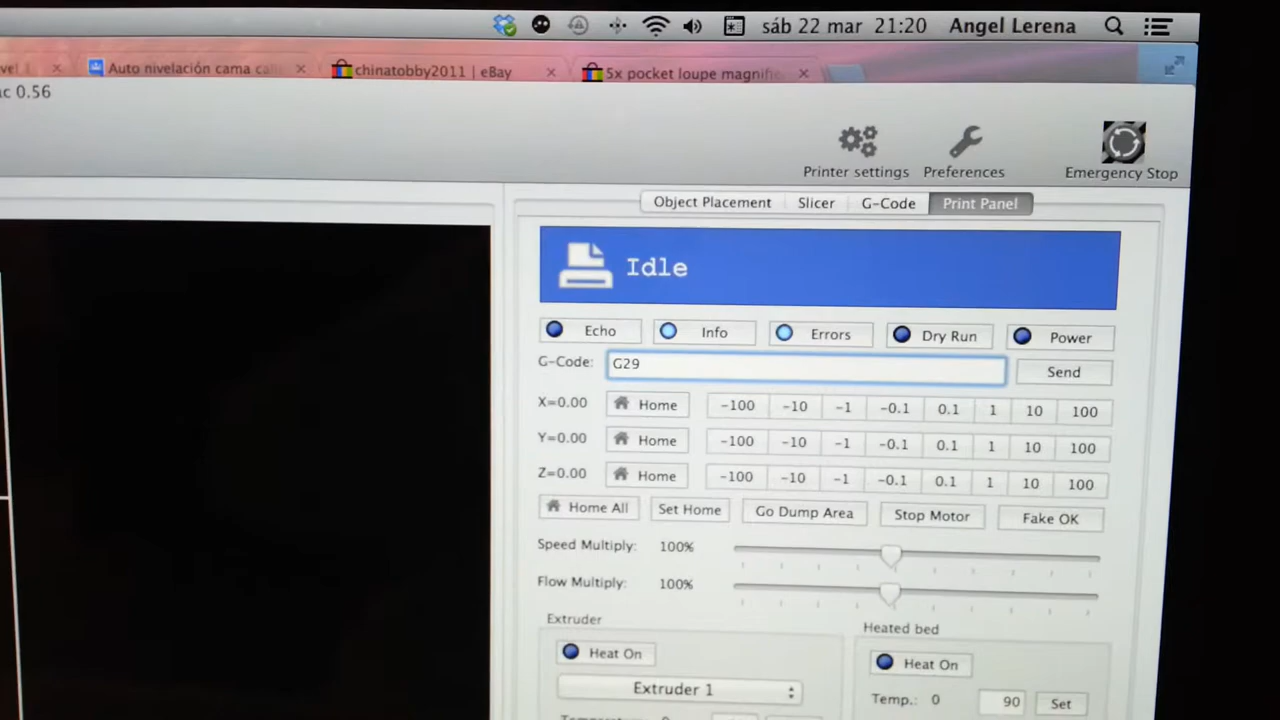 sáb 22 mar 21:20 Angel Lerena
Auto nivelación cama
chinatobby2011 | eBay
5x pocket loupe magnifie
0.56
Printer settings Preferences Emergency Stop
Object Placement Slicer G-Code Print Panel
Idle
Echo Info Errors Dry Run Power
G-Code: G29 Send
X=0.00 Home -100 -10 -1 -0.1 0.1 1 10 100
Y=0.00 Home -100 -10 -1 -0.1 0.1 1 10 100
Z=0.00 Home -100 -10 -1 -0.1 0.1 1 10 100
Home All Set Home Go Dump Area Stop Motor Fake OK
Speed Multiply: 100%
Flow Multiply: 100%
Extruder
Heated bed
Heat On
Heat On
Extruder 1
Temp.: 0 90 Set